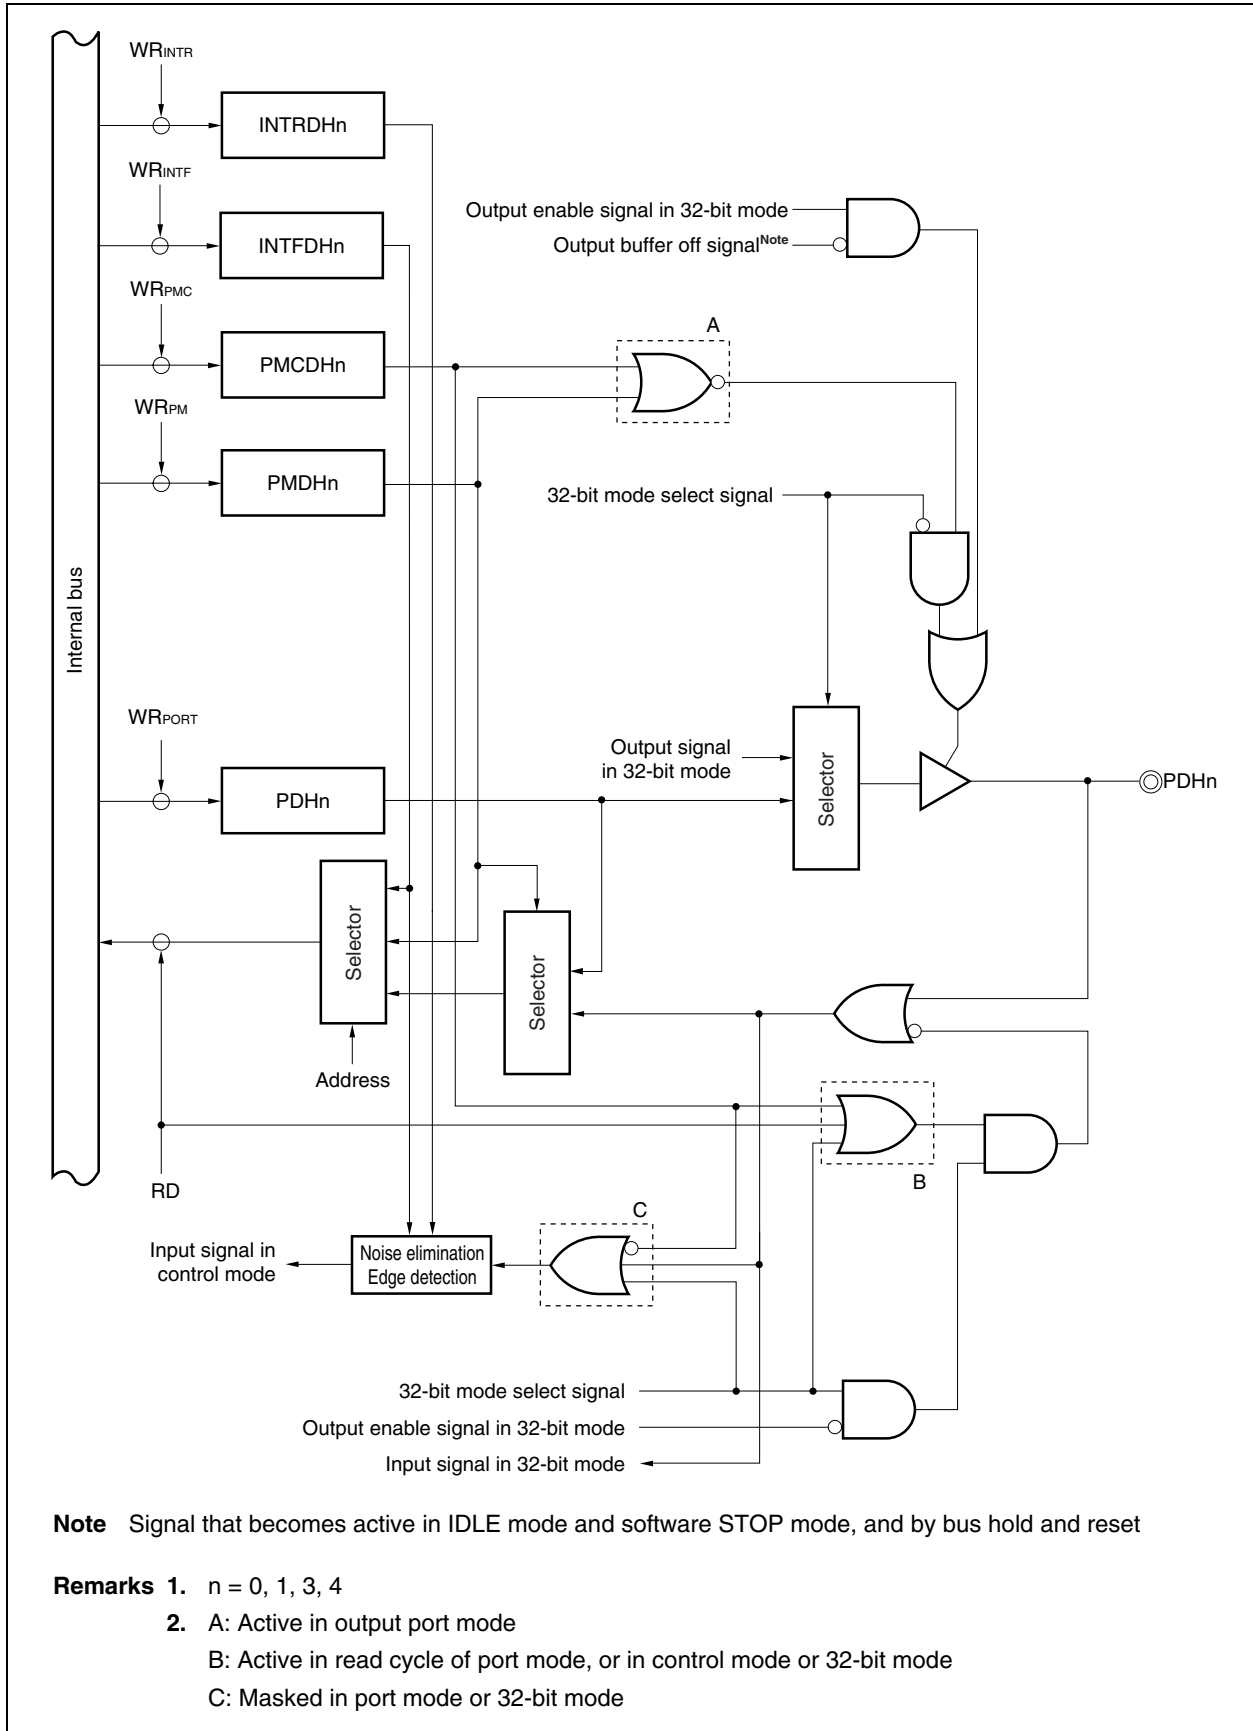 WRINTR
INTRDHn
WRINTF
INTFDHn
Output enable signal in 32-bit mode
Output buffer off signalNote
WRPMC
PMCDHn
A
WRPM
PMDHn
32-bit mode select signal
Internal bus
WRPORT
PDHn
Output signal
in 32-bit mode
Selector
PDHn
Selector
Selector
Address
RD
B
C
Input signal in
control mode
Noise elimination
Edge detection
32-bit mode select signal
Output enable signal in 32-bit mode
Input signal in 32-bit mode
Note Signal that becomes active in IDLE mode and software STOP mode, and by bus hold and reset
Remarks 1. n = 0, 1, 3, 4
2. A: Active in output port mode
B: Active in read cycle of port mode, or in control mode or 32-bit mode
C: Masked in port mode or 32-bit mode